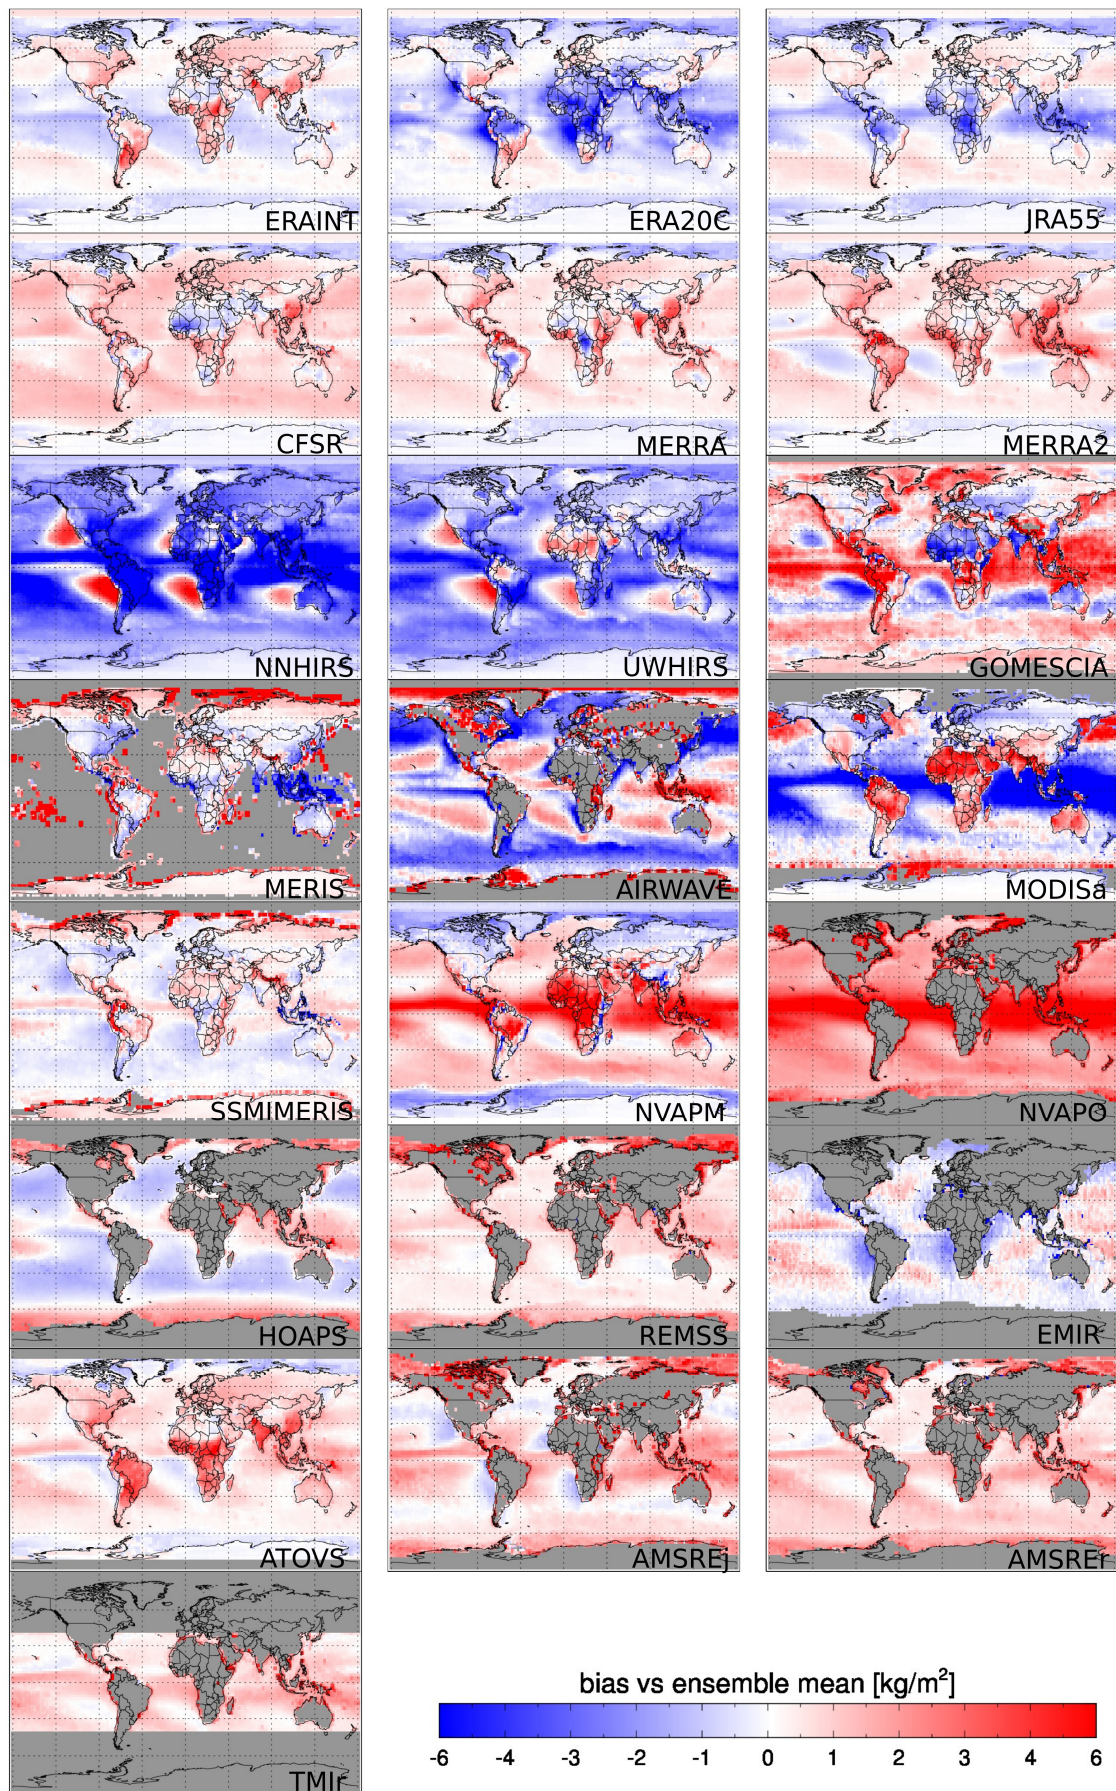 ERAINT
ERA20C
JRA55
CFSR
MERRA
MERRA2
NNHIRS
UWHIRS
GOMESCIA
MERIS
AIRWAVE
MODISa
SSMIMERIS
NVAPM
NVAPO
HOAPS
REMSS
EMIR
ATOVS
AMSREj
AMSREr
TMIr
bias vs ensemble mean [kg/m²]
-6 -5 -4 -3 -2 -1 0 1 2 3 4 5 6